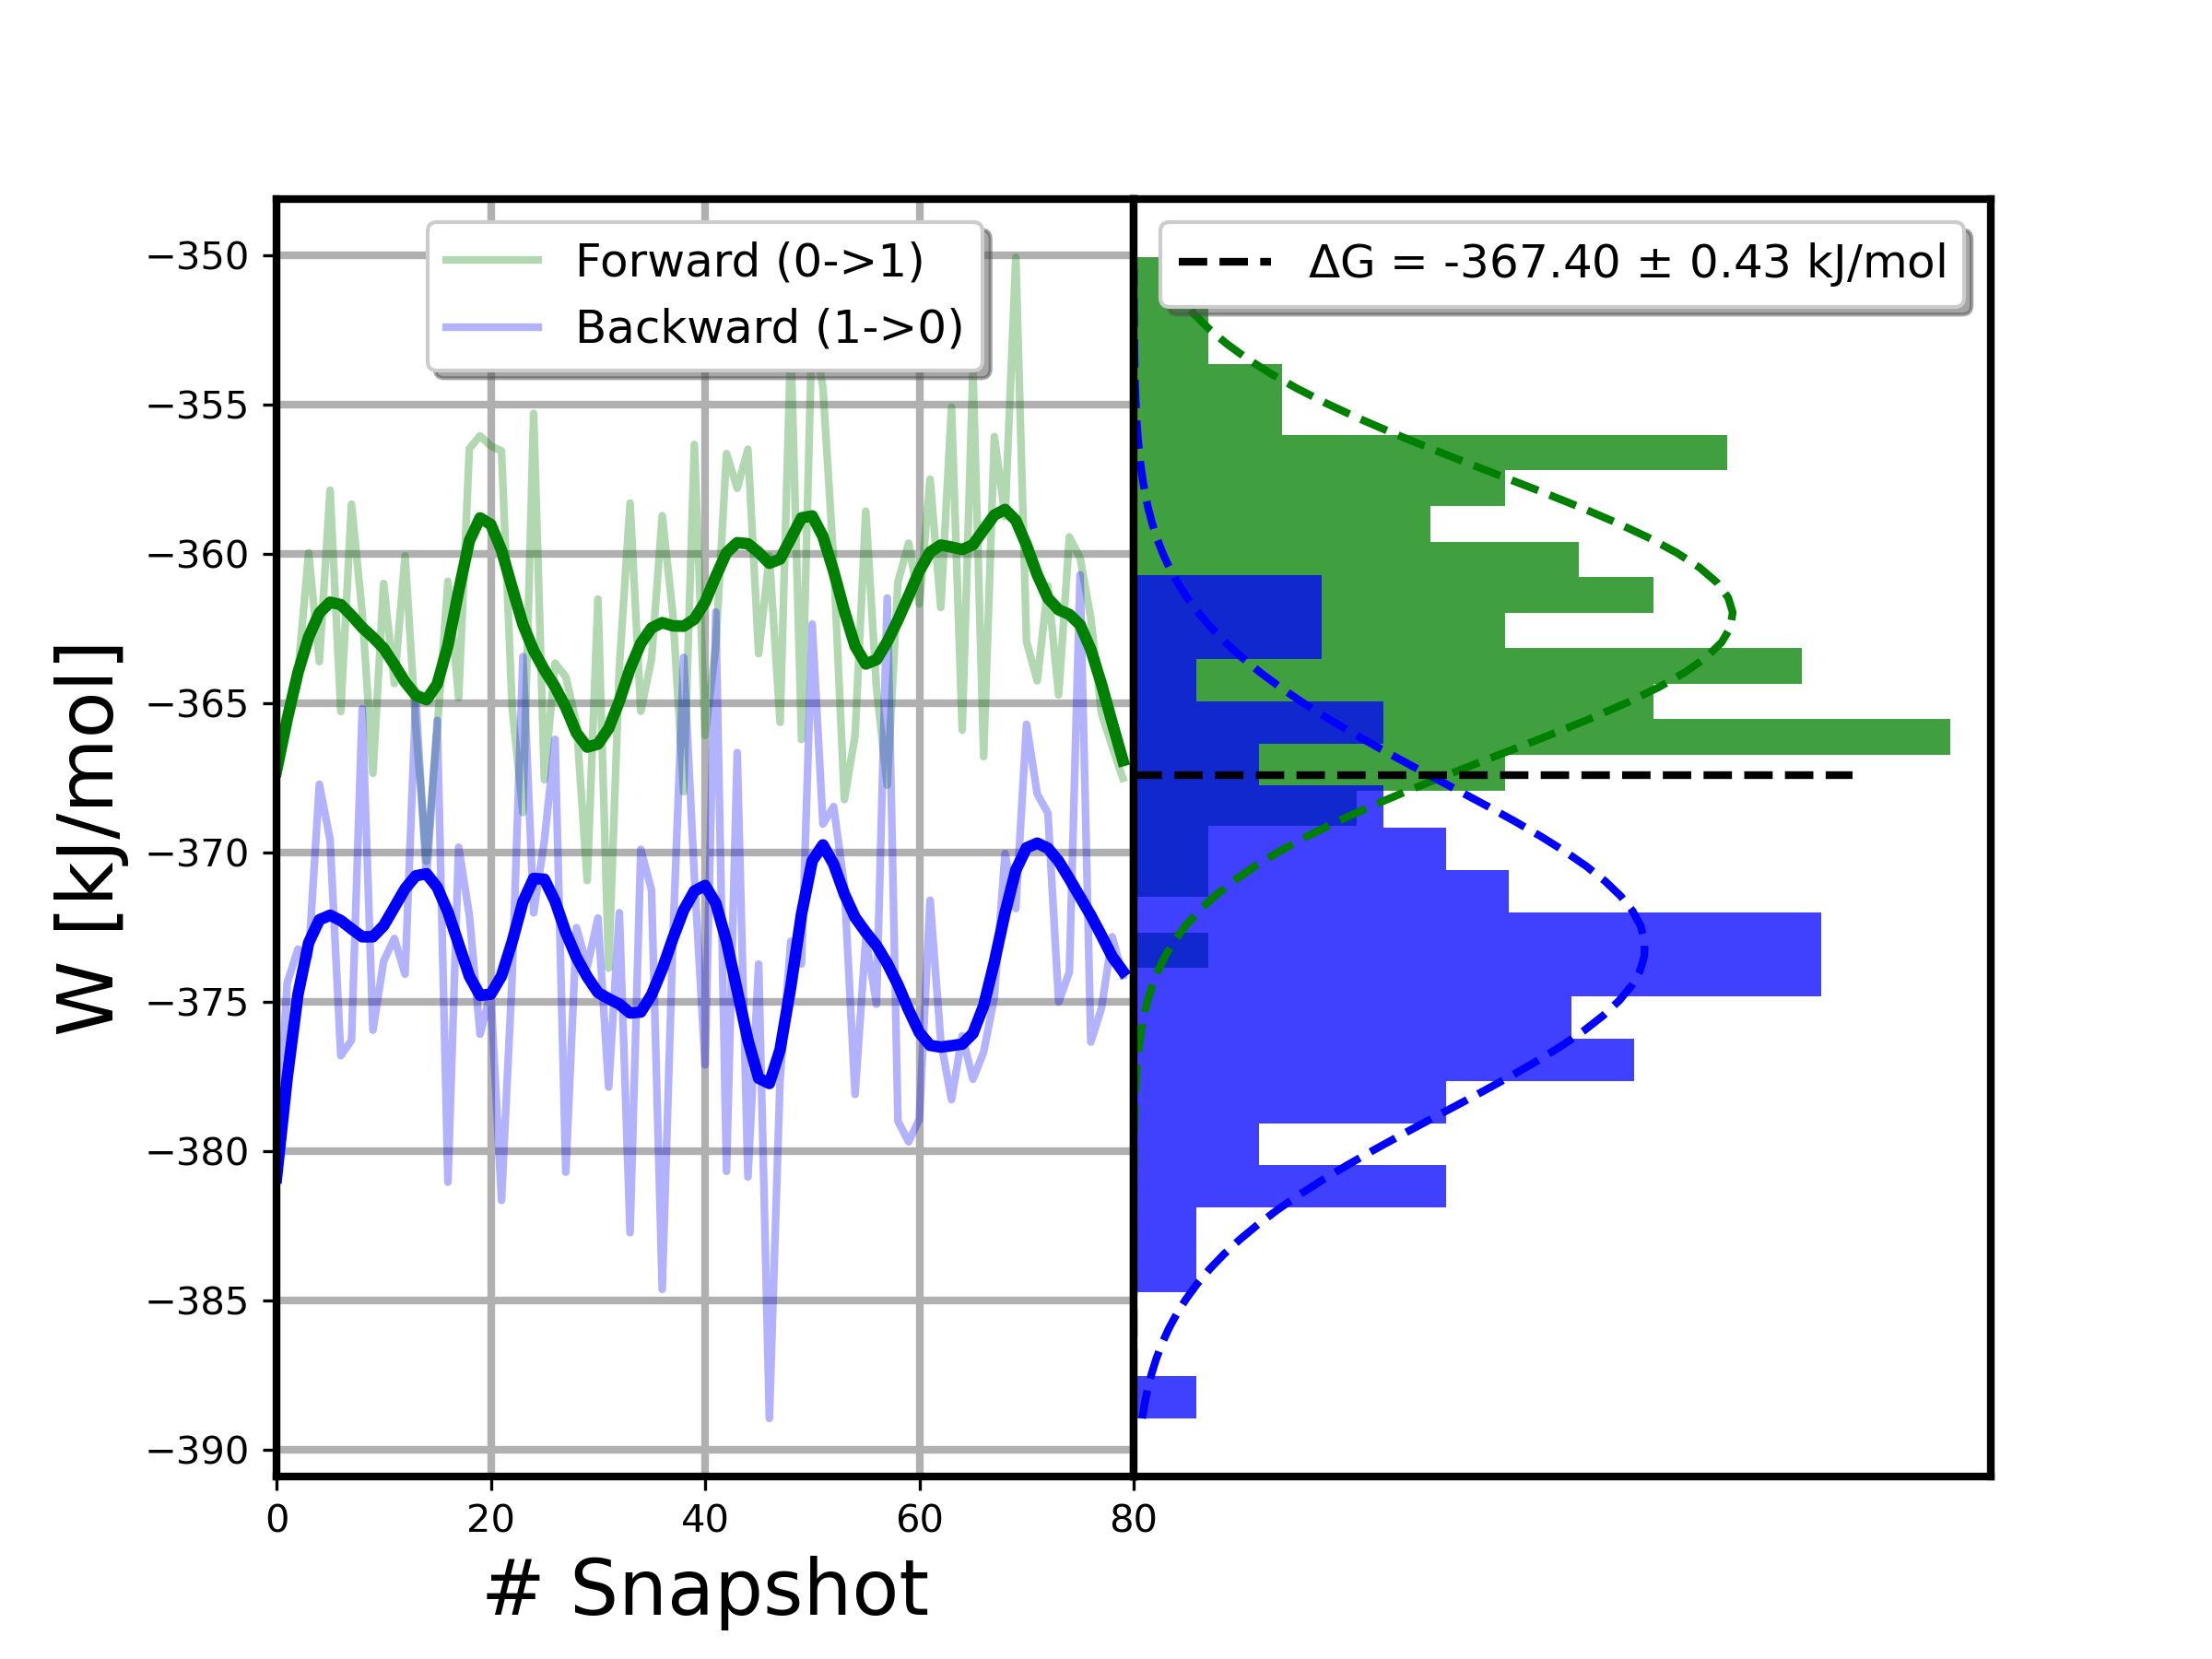 Forward (0->1)
Backward (1->0)
ΔG = -367.40 ± 0.43 kJ/mol
−350
−355
−360
−365
−370
−375
−380
−385
−390
W [kJ/mol]
0 20 40 60 80
# Snapshot